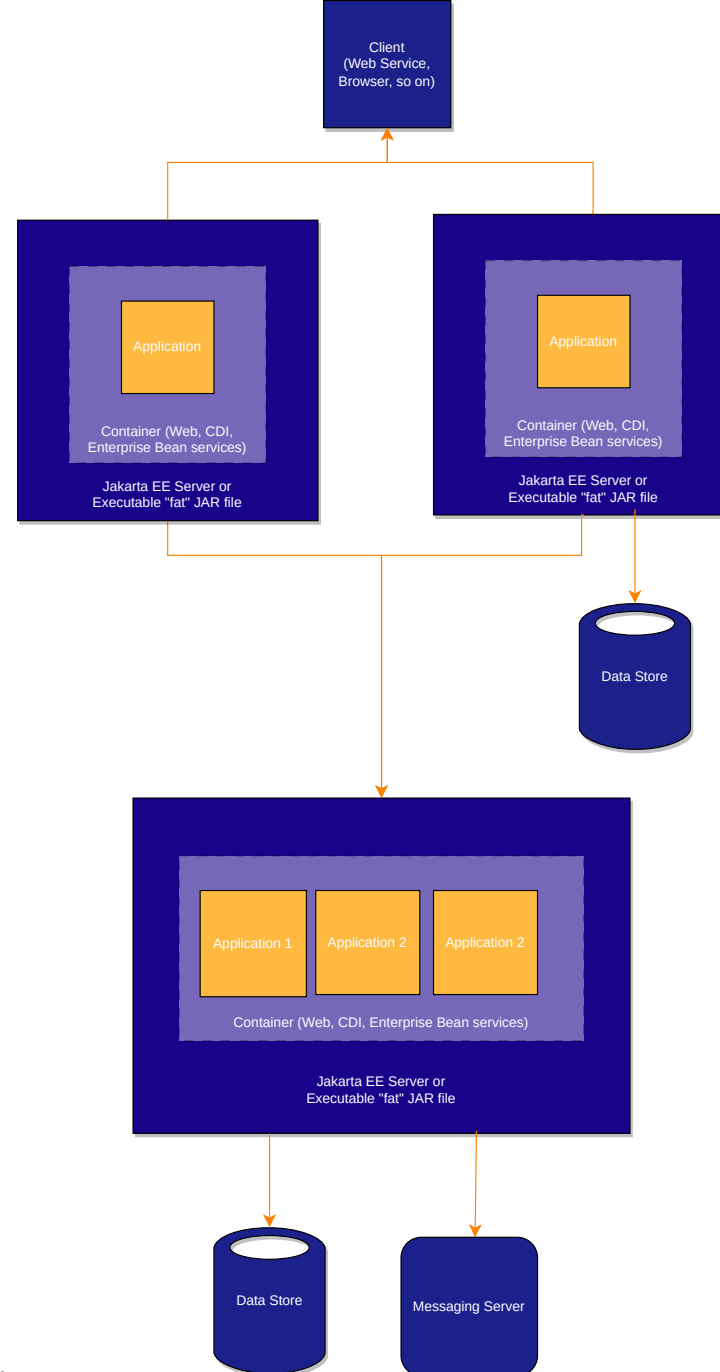 Client
(Web Service,
Browser, so on)
Application
Container (Web, CDI,
Enterprise Bean services)
Jakarta EE Server or
Executable "fat" JAR file
Application
Container (Web, CDI,
Enterprise Bean services)
Jakarta EE Server or
Executable "fat" JAR file
Data Store
Application 1
Application 2
Application 2
Container (Web, CDI, Enterprise Bean services)
Jakarta EE Server or
Executable "fat" JAR file
Data Store
Messaging Server